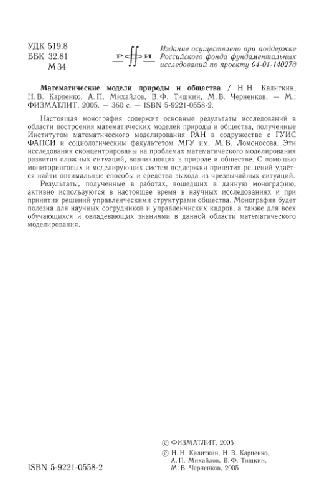 УДК 519.8
ББК 32.81
М 34
РФФИ
Издание осуществлено при поддержке
Российского фонда фундаментальных
исследований по проекту 04-01-14027д
Математические модели природы и общества / Н.Н. Калиткин,
Н.В. Карпенко, А.П. Михайлов, В.Ф. Тишкин, М.В. Черненков. — М.:
ФИЗМАТЛИТ, 2005. — 360 с. — ISBN 5-9221-0558-2.
Настоящая монография содержит основные результаты исследований в
области построения математических моделей природы и общества, полученные
Институтом математического моделирования РАН в содружестве с ГУИС
ФАПСИ и социологическим факультетом МГУ им. М.В. Ломоносова. Эти
исследования сконцентрированы на проблемах математического моделирования
развития сложных ситуаций, возникающих в природе и обществе. С помощью
мониторинговых и моделирующих систем поддержки принятия решений удаёт-
ся найти оптимальные способы и средства выхода из чрезвычайных ситуаций.
Результаты, полученные в работах, вошедших в данную монографию,
активно используются в настоящее время в научных исследованиях и при
принятии решений управленческими структурами общества. Монография будет
полезна для научных сотрудников и управленческих кадров, а также для всех
обучающихся и овладевающих знаниями в данной области математического
моделирования.
© ФИЗМАТЛИТ, 2005
© Н.Н. Калиткин, Н.В. Карпенко,
А.П. Михайлов, В.Ф. Тишкин,
М.В. Черненков, 2005
ISBN 5-9221-0558-2